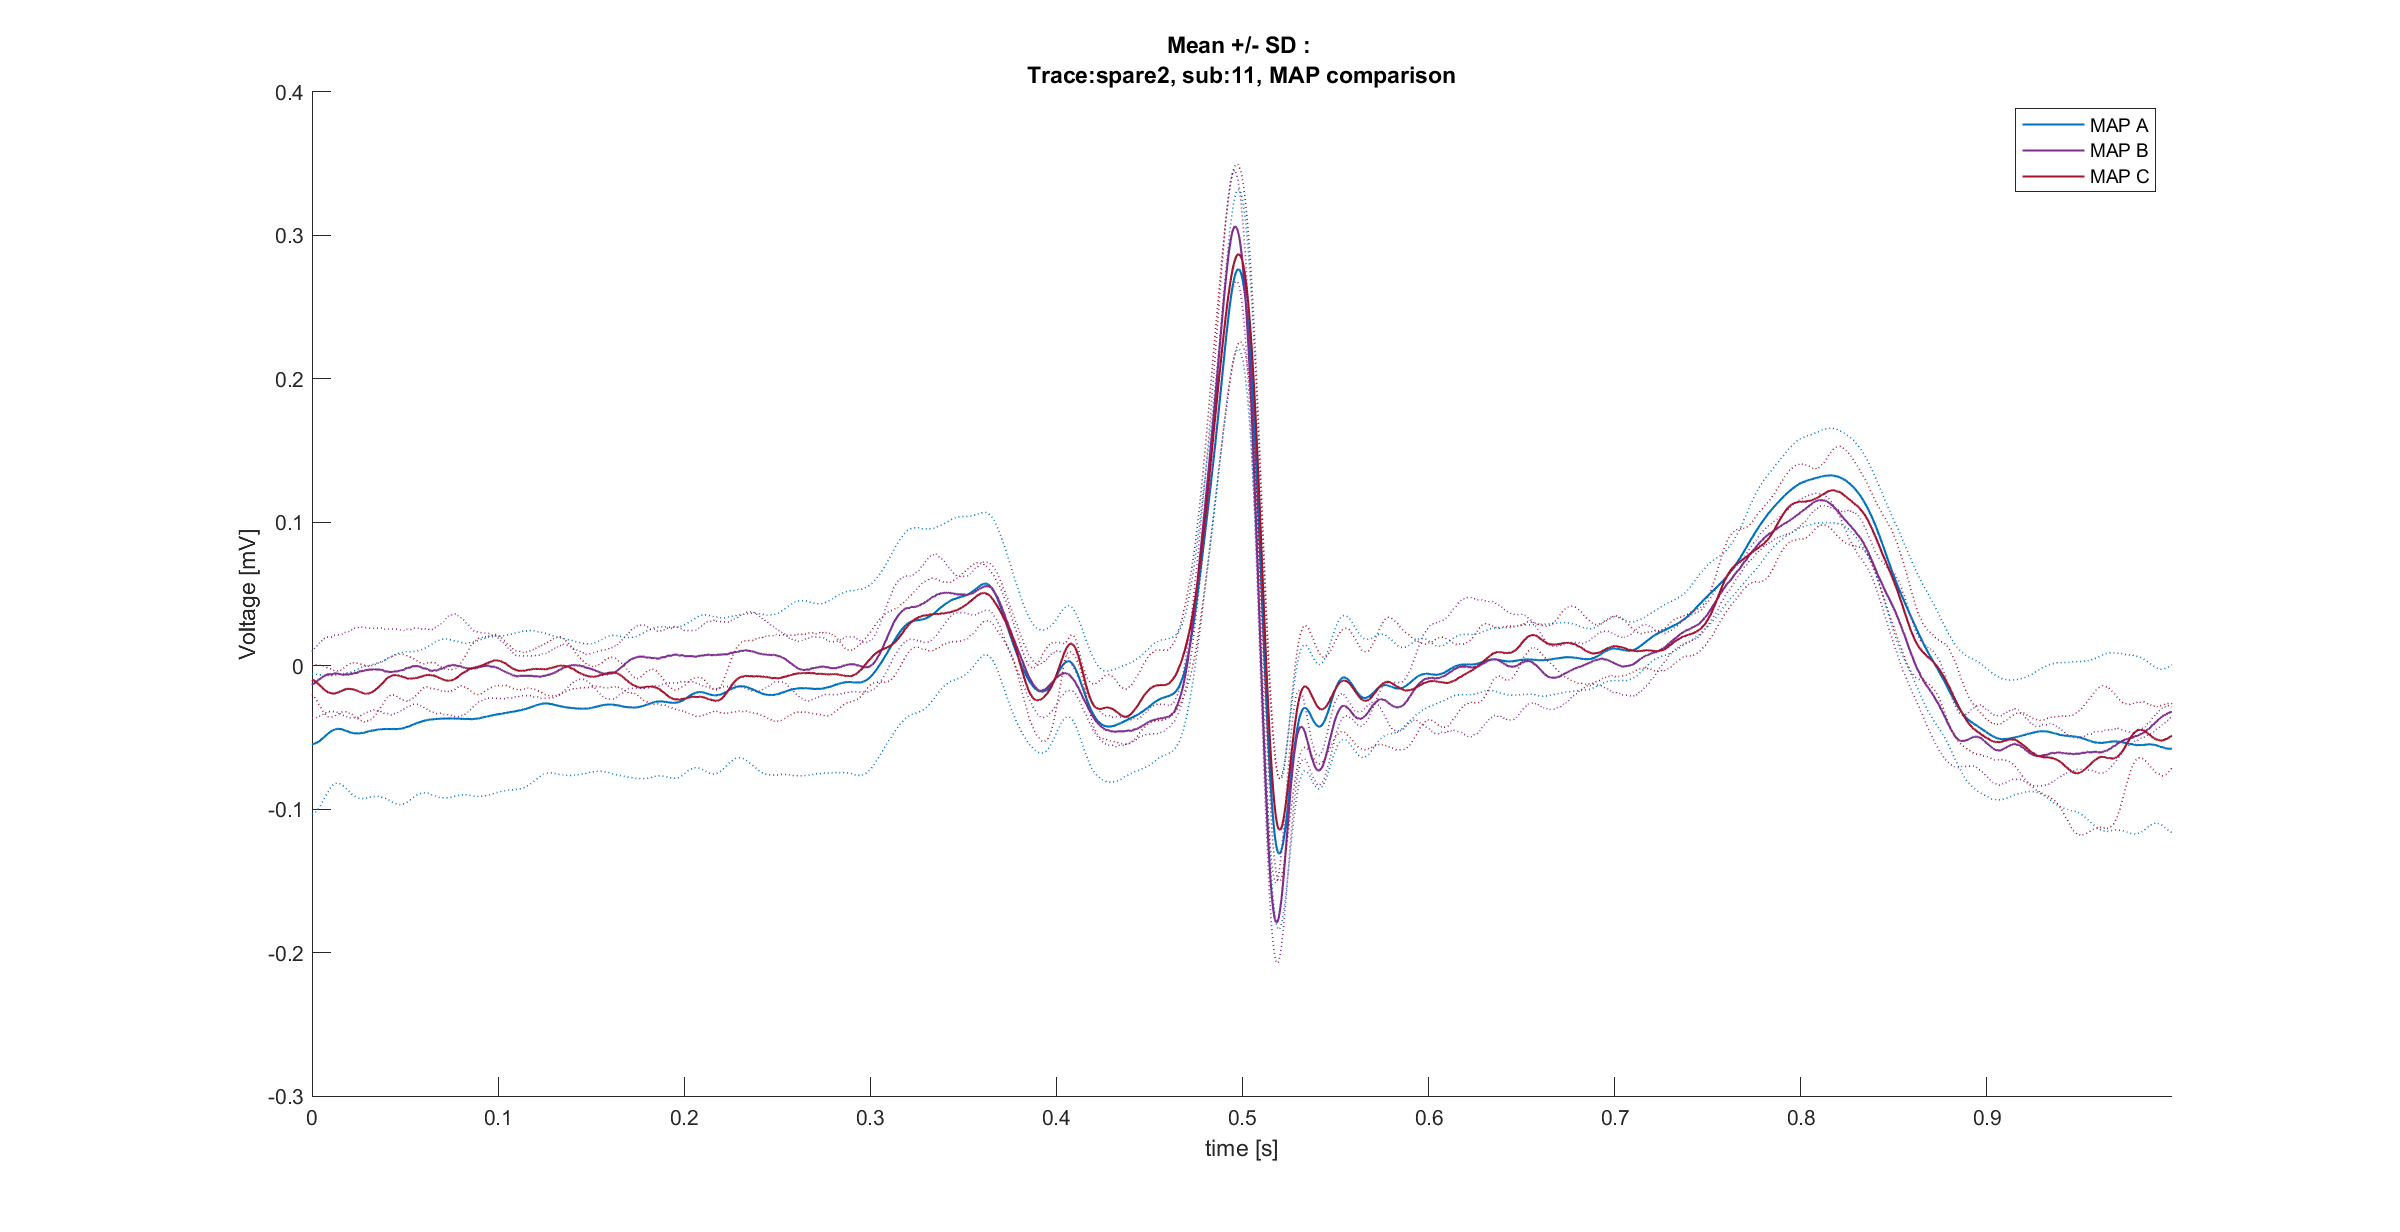 Mean +/- SD :
Trace:spare2, sub:11, MAP comparison
MAP A
MAP B
MAP C
Voltage [mV]
0.4
0.3
0.2
0.1
0
-0.1
-0.2
-0.3
0 0.1 0.2 0.3 0.4 0.5 0.6 0.7 0.8 0.9
time [s]